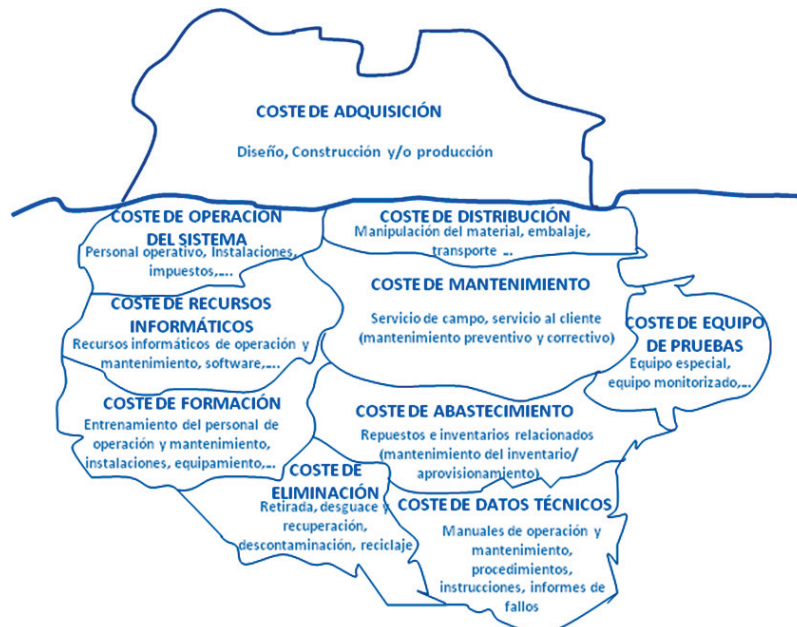 COSTE DE ADQUISICIÓN
Diseño, Construcción y/o producción
COSTE DE OPERACIÓN
DEL SISTEMA
Personal operativo, Instalaciones,
impuestos,....
COSTE DE DISTRIBUCIÓN
Manipulación del material, embalaje,
transporte ...
COSTE DE RECURSOS
INFORMÁTICOS
Recursos informáticos de operación y
mantenimiento, software,....
COSTE DE MANTENIMIENTO
Servicio de campo, servicio al cliente
(mantenimiento preventivo y correctivo)
COSTE DE EQUIPO
DE PRUEBAS
Equipo especial,
equipo monitorizado,...
COSTE DE FORMACIÓN
Entrenamiento del personal de
operación y mantenimiento,
instalaciones, equipamiento,...
COSTE DE ABASTECIMIENTO
Repuestos e inventarios relacionados
(mantenimiento del inventario/
aprovisionamiento)
COSTE DE
ELIMINACIÓN
Retirada, desguace y
recuperación,
descontaminación, reciclaje
COSTE DE DATOS TÉCNICOS
Manuales de operación y
mantenimiento,
procedimientos,
instrucciones, informes de
fallos